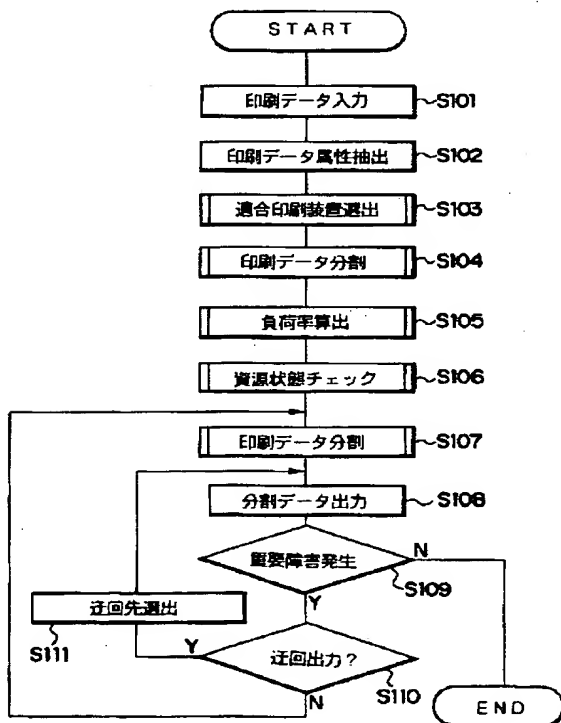 START
印刷データ入力 S101
印刷データ属性抽出 S102
適合印刷装置選出 S103
印刷データ分割 S104
負荷率算出 S105
資源状態チェック S106
印刷データ分割 S107
分割データ出力 S108
重要障害発生 N
S109
Y
迂回先選出
S111
Y
迂回出力?
N
S110
END